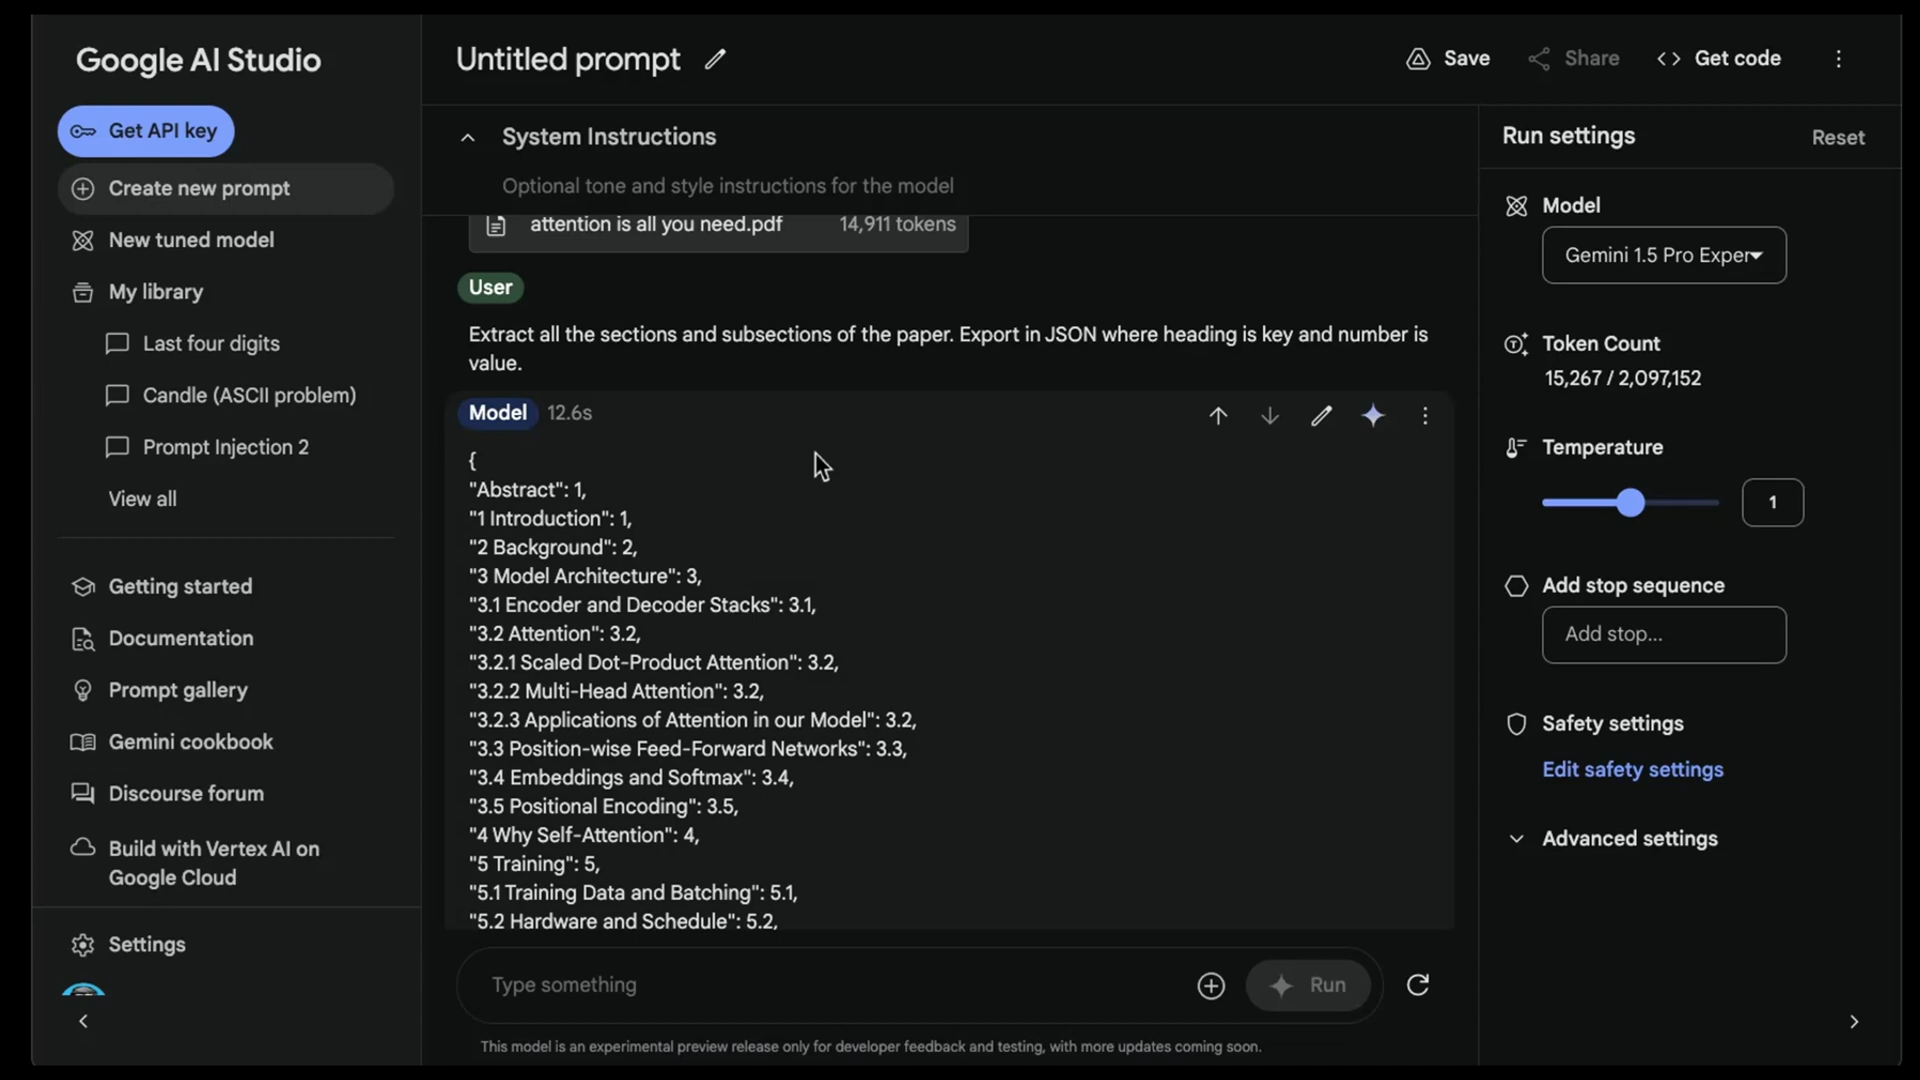 Google AI Studio
Get API key
Create new prompt
New tuned model
My library
Last four digits
Candle (ASCII problem)
Prompt Injection 2
View all
Getting started
Documentation
Prompt gallery
Gemini cookbook
Discourse forum
Build with Vertex AI on
Google Cloud
Settings
Untitled prompt
Save
Share
Get code
System Instructions
Optional tone and style instructions for the model
attention is all you need.pdf 14,911 tokens
User
Extract all the sections and subsections of the paper. Export in JSON where heading is key and number is
value.
Model 12.6s
{
"Abstract": 1,
"1 Introduction": 1,
"2 Background": 2,
"3 Model Architecture": 3,
"3.1 Encoder and Decoder Stacks": 3.1,
"3.2 Attention": 3.2,
"3.2.1 Scaled Dot-Product Attention": 3.2,
"3.2.2 Multi-Head Attention": 3.2,
"3.2.3 Applications of Attention in our Model": 3.2,
"3.3 Position-wise Feed-Forward Networks": 3.3,
"3.4 Embeddings and Softmax": 3.4,
"3.5 Positional Encoding": 3.5,
"4 Why Self-Attention": 4,
"5 Training": 5,
"5.1 Training Data and Batching": 5.1,
"5.2 Hardware and Schedule": 5.2,
Type something
Run
This model is an experimental preview release only for developer feedback and testing, with more updates coming soon.
Run settings
Reset
Model
Gemini 1.5 Pro Exper
Token Count
15,267 / 2,097,152
Temperature
1
Add stop sequence
Add stop...
Safety settings
Edit safety settings
Advanced settings